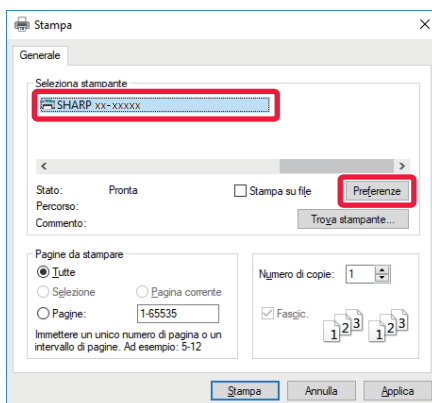 Stampa
Generale
Seleziona stampante
SHARP xx-xxxxx
Stato: Pronta
Stampa su file
Preferenze
Percorso:
Commento:
Trova stampante...
Pagine da stampare
Tutte
Selezione
Pagina corrente
Pagine:
1-65535
Immettere un unico numero di pagina o un
intervallo di pagine. Ad esempio: 5-12
Numero di copie: 1
Fascic.
1 2 3 1 2 3
Stampa Annulla Applica